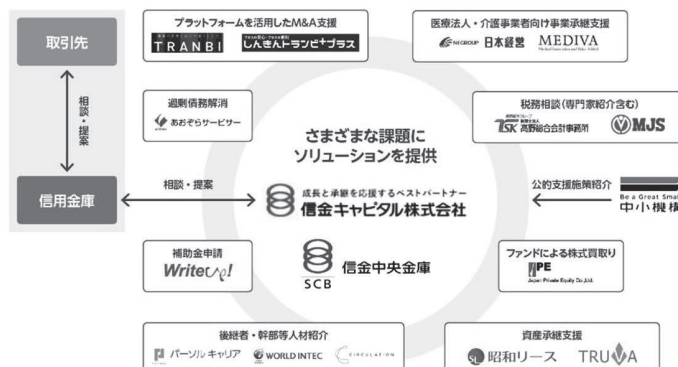 プラットフォームを活用したM&A支援
TRANBI
しんきんトランビ+プラス
医療法人・介護事業者向け事業承継支援
NKGROUP 日本経営
MEDIVA
取引先
相談・提案
信用金庫
過剰債務解消
あおぞらサービサー
税務相談(専門家紹介含む)
TSK 髙野総合会計事務所
MJS
さまざまな課題に
ソリューションを提供
相談・提案
成長と承継を応援するベストパートナー
信金キャピタル株式会社
公的支援施策紹介
Be a Great Smal
中小機構
補助金申請
Writeup!
SCB
信金中央金庫
ファンドによる株式買取り
JPE
Japan Private Equity Co.,Ltd.
後継者・幹部等人材紹介
パーソル キャリア
WORLD INTEC
CIRCULATION
資産承継支援
SL 昭和リース
TRUVA